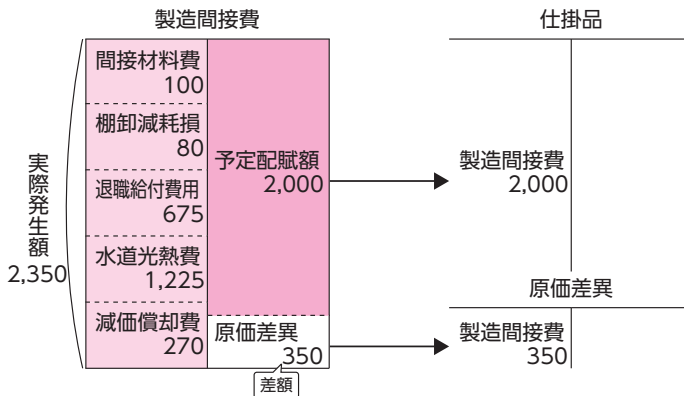 製造間接費
仕掛品
間接材料費
100
棚卸減耗損
80
退職給付費用
675
水道光熱費
1,225
減価償却費
270
実際発生額
2,350
予定配賦額
2,000
原価差異
350
差額
製造間接費
2,000
原価差異
製造間接費
350